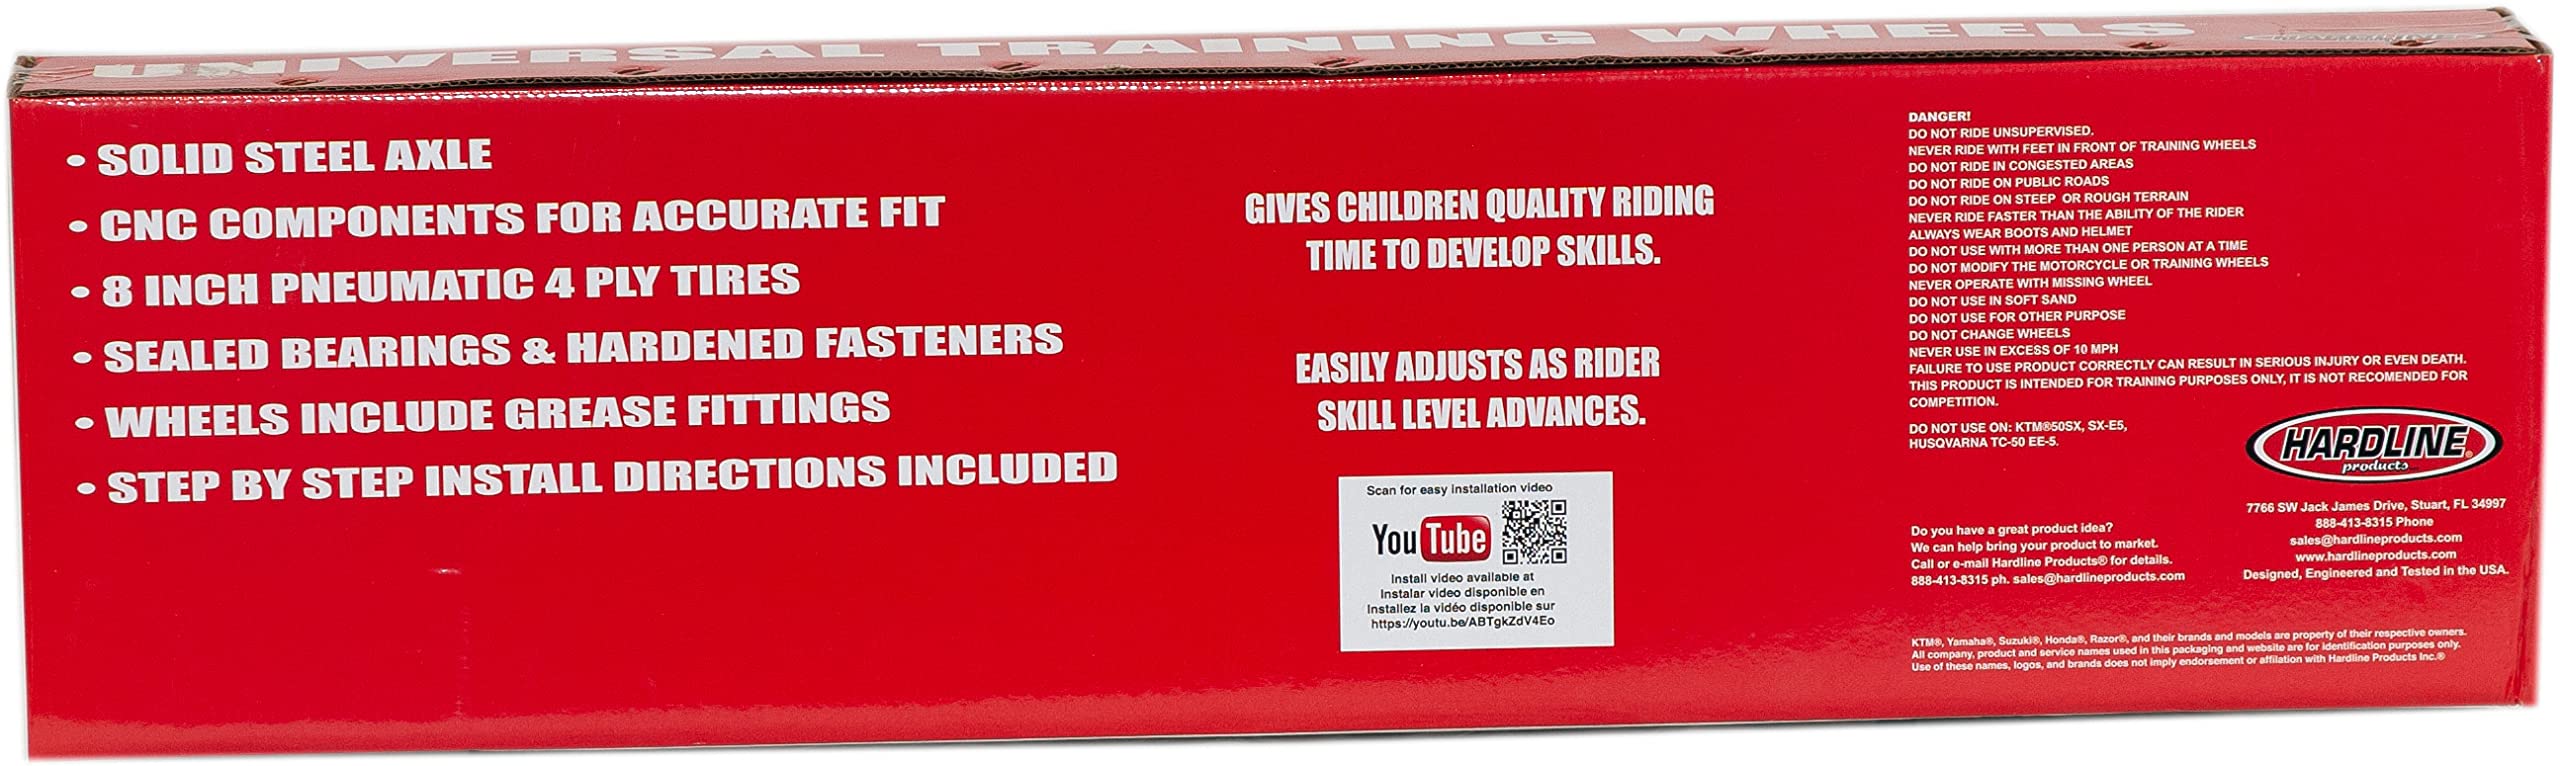 UNIVERSAL TRAINING WHEELS
HARDLINE
• SOLID STEEL AXLE
• CNC COMPONENTS FOR ACCURATE FIT
• 8 INCH PNEUMATIC 4 PLY TIRES
• SEALED BEARINGS & HARDENED FASTENERS
• WHEELS INCLUDE GREASE FITTINGS
• STEP BY STEP INSTALL DIRECTIONS INCLUDED
GIVES CHILDREN QUALITY RIDING
TIME TO DEVELOP SKILLS.
EASILY ADJUSTS AS RIDER
SKILL LEVEL ADVANCES.
Scan for easy installation video
YouTube
Install video available at
Instalar video disponible en
Installez la vidéo disponible sur
https://youtu.be/ABTgkZdV4Eo
DANGER!
DO NOT RIDE UNSUPERVISED.
NEVER RIDE WITH FEET IN FRONT OF TRAINING WHEELS
DO NOT RIDE IN CONGESTED AREAS
DO NOT RIDE ON PUBLIC ROADS
DO NOT RIDE ON STEEP OR ROUGH TERRAIN
NEVER RIDE FASTER THAN THE ABILITY OF THE RIDER
ALWAYS WEAR BOOTS AND HELMET
DO NOT USE WITH MORE THAN ONE PERSON AT A TIME
DO NOT MODIFY THE MOTORCYCLE OR TRAINING WHEELS
NEVER OPERATE WITH MISSING WHEEL
DO NOT USE IN SOFT SAND
DO NOT USE FOR OTHER PURPOSE
DO NOT CHANGE WHEELS
NEVER USE IN EXCESS OF 10 MPH
FAILURE TO USE PRODUCT CORRECTLY CAN RESULT IN SERIOUS INJURY OR EVEN DEATH.
THIS PRODUCT IS INTENDED FOR TRAINING PURPOSES ONLY, IT IS NOT RECOMENDED FOR
COMPETITION.
DO NOT USE ON: KTM®50SX, SX-E5,
HUSQVARNA TC-50 EE-5.
HARDLINE®
products
7766 SW Jack James Drive, Stuart, FL 34997
888-413-8315 Phone
sales@hardlineproducts.com
www.hardlineproducts.com
Designed, Engineered and Tested in the USA.
Do you have a great product idea?
We can help bring your product to market.
Call or e-mail Hardline Products® for details.
888-413-8315 ph. sales@hardlineproducts.com
KTM®, Yamaha®, Suzuki®, Honda®, Razor®, and their brands and models are property of their respective owners.
All company, product and service names used in this packaging and website are for identification purposes only.
Use of these names, logos, and brands does not imply endorsement or affilation with Hardline Products Inc.®